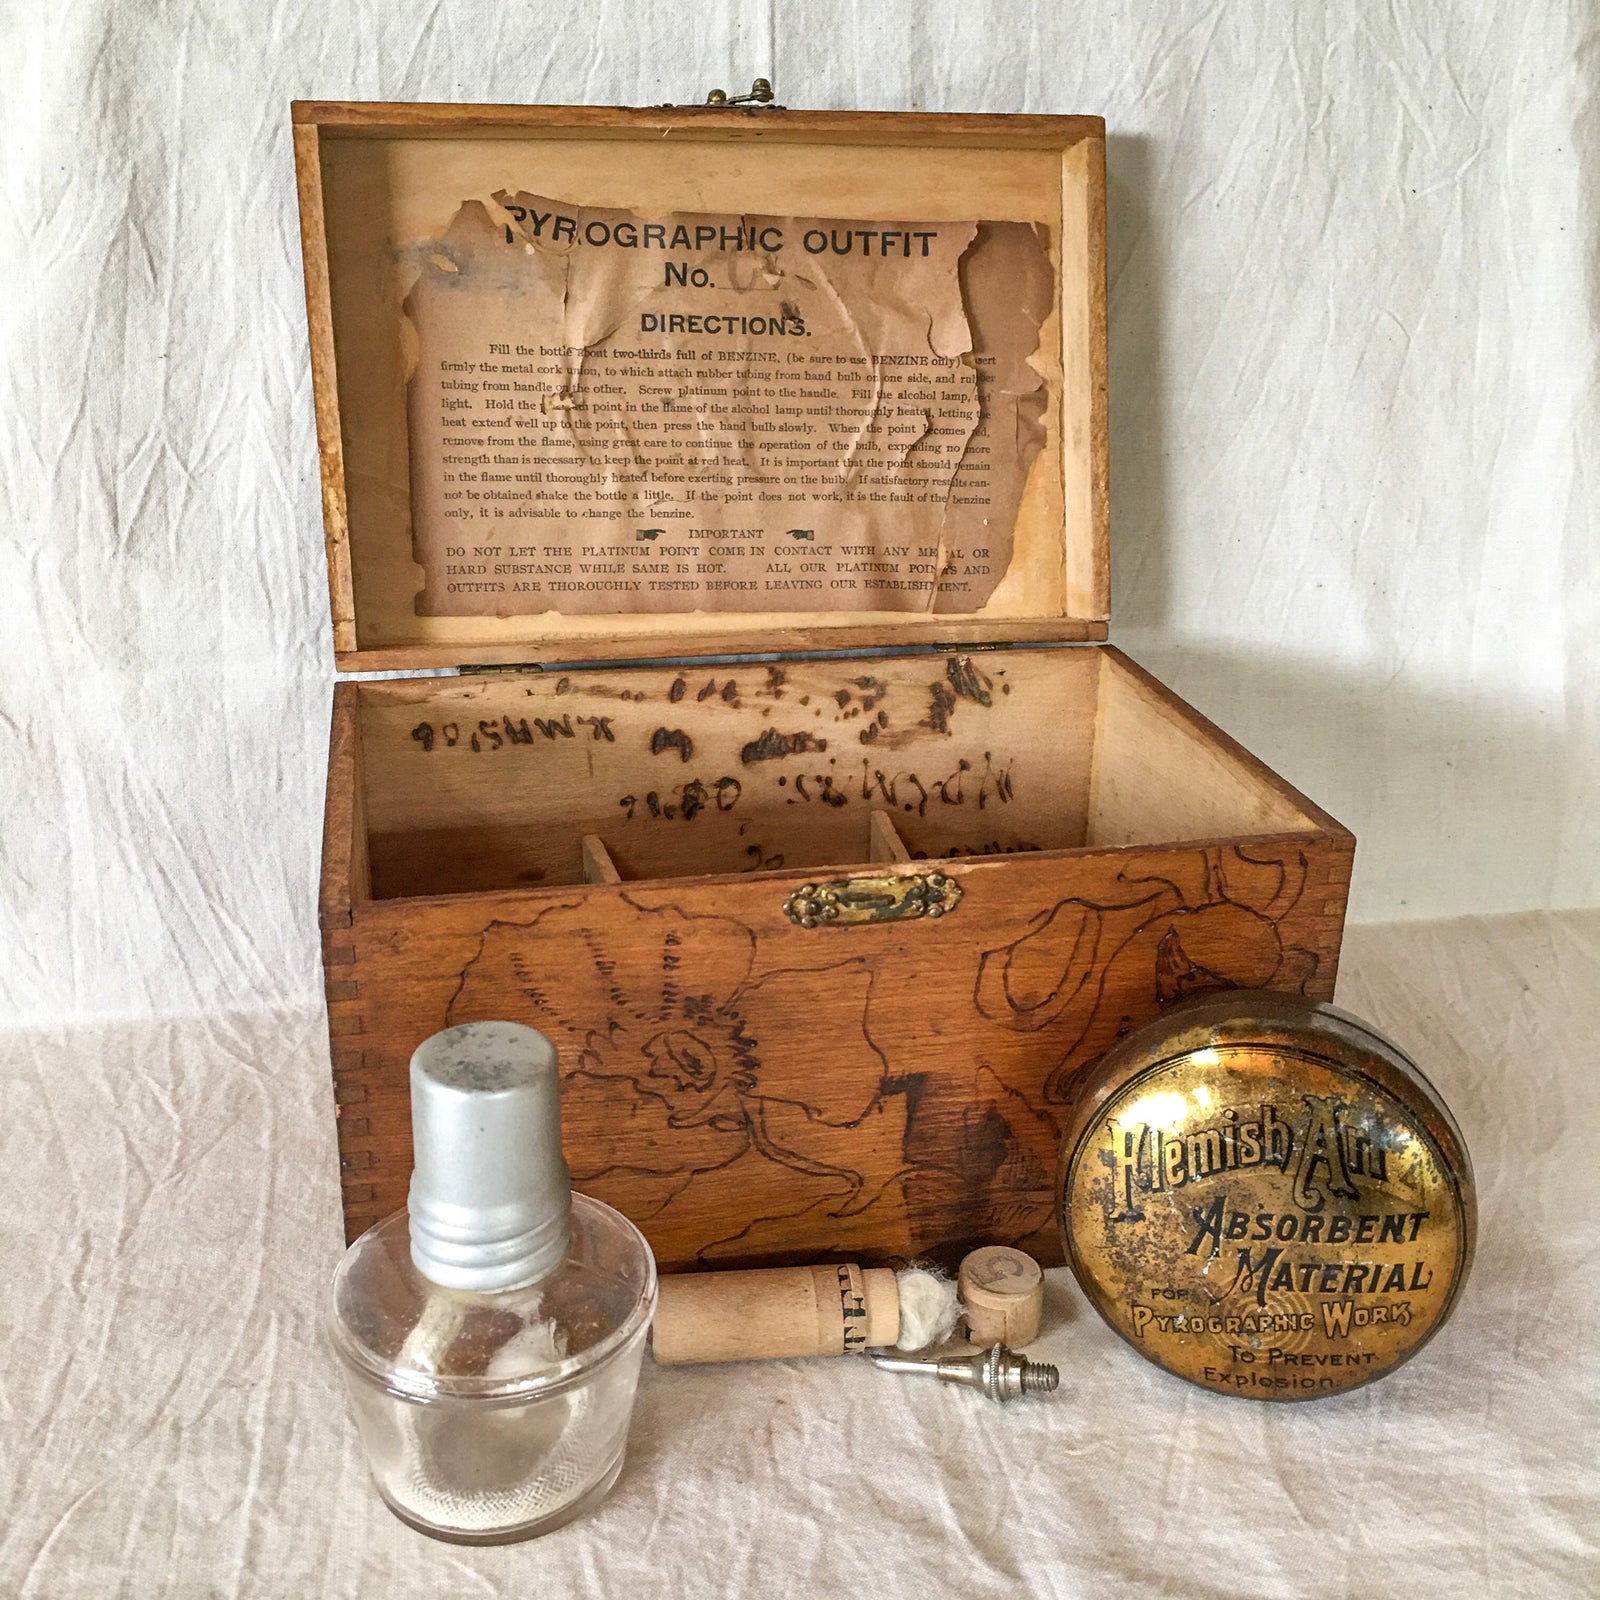 PYROGRAPHIC OUTFIT
No.
DIRECTIONS.
Fill the bottle about two-thirds full of BENZINE, (be sure to use BENZINE only) insert
firmly the metal cork union, to which attach rubber tubing from hand bulb on one side, and rubber
tubing from handle on the other. Screw platinum point to the handle. Fill the alcohol lamp, and
light. Hold the point in the flame of the alcohol lamp until thoroughly heated, letting the
heat extend well up to the point, then press the hand bulb slowly. When the point becomes red,
remove from the flame, using great care to continue the operation of the bulb, expending no more
strength than is necessary to keep the point at red heat. It is important that the point should remain
in the flame until thoroughly heated before exerting pressure on the bulb. If satisfactory results can-
not be obtained shake the bottle a little. If the point does not work, it is the fault of the benzine
only, it is advisable to change the benzine.
IMPORTANT
DO NOT LET THE PLATINUM POINT COME IN CONTACT WITH ANY METAL OR
HARD SUBSTANCE WHILE SAME IS HOT. ALL OUR PLATINUM POINTS AND
OUTFITS ARE THOROUGHLY TESTED BEFORE LEAVING OUR ESTABLISHMENT.
X.MAS '06
Flemish Art
ABSORBENT
MATERIAL
FOR
PYROGRAPHIC WORK
TO PREVENT
Explosion.